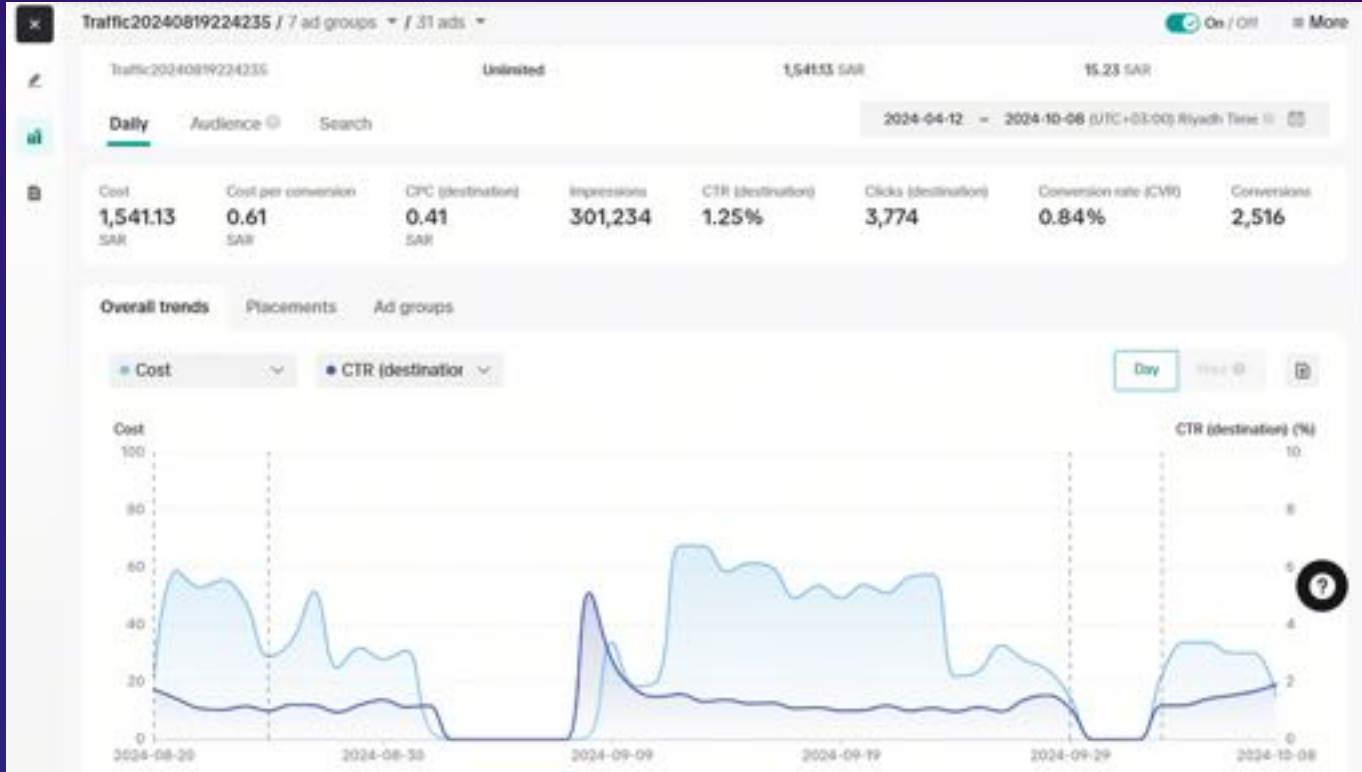 Traffic20240819224235 / 7 ad groups / 31 ads On / Off More
Traffic20240819224235 Unlimited 1,541.13 SAR 15.23 SAR
Daily Audience Search 2024-04-12 – 2024-10-08 (UTC+03:00) Riyadh Time
Cost Cost per conversion CPC (destination) Impressions CTR (destination) Clicks (destination) Conversion rate (CVR) Conversions
1,541.13 0.61 0.41 301,234 1.25% 3,774 0.84% 2,516
SAR SAR SAR
Overall trends Placements Ad groups
Cost CTR (destination Day Hour
Cost CTR (destination) (%)
100 10
80 8
60 6
?
40 4
20 2
0 0
2024-08-20 2024-08-30 2024-09-09 2024-09-19 2024-09-29 2024-10-08